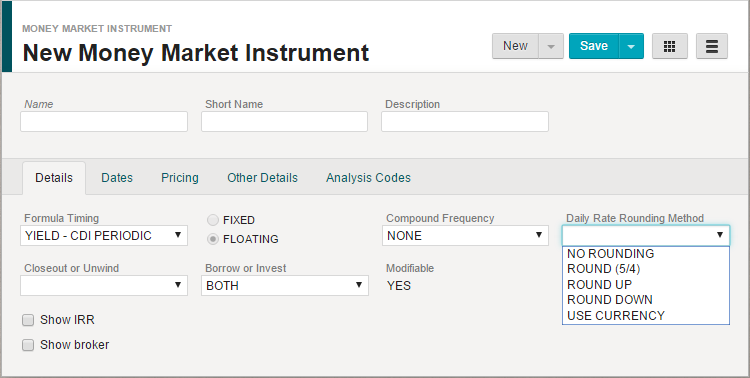 MONEY MARKET INSTRUMENT
New Money Market Instrument
New
Save
Name
Short Name
Description
Details
Dates
Pricing
Other Details
Analysis Codes
Formula Timing
YIELD - CDI PERIODIC
FIXED
FLOATING
Compound Frequency
NONE
Daily Rate Rounding Method
NO ROUNDING
ROUND (5/4)
ROUND UP
ROUND DOWN
USE CURRENCY
Closeout or Unwind
Borrow or Invest
BOTH
Modifiable
YES
Show IRR
Show broker